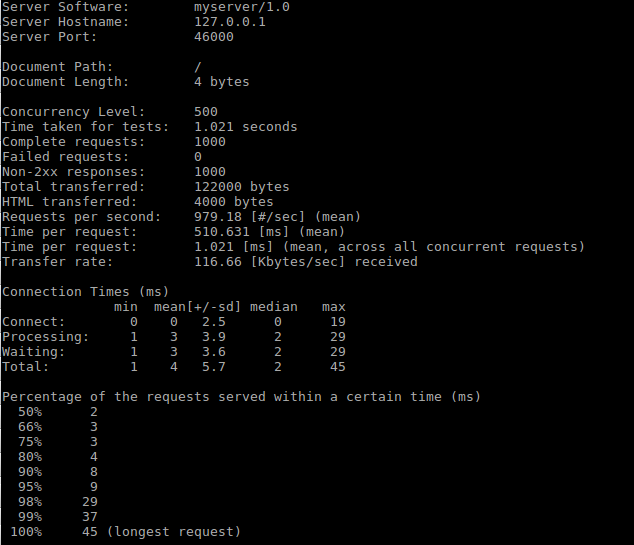 Server Software:        myserver/1.0
Server Hostname:        127.0.0.1
Server Port:            46000

Document Path:          /
Document Length:        4 bytes

Concurrency Level:      500
Time taken for tests:   1.021 seconds
Complete requests:      1000
Failed requests:        0
Non-2xx responses:      1000
Total transferred:      122000 bytes
HTML transferred:       4000 bytes
Requests per second:    979.18 [#/sec] (mean)
Time per request:       510.631 [ms] (mean)
Time per request:       1.021 [ms] (mean, across all concurrent requests)
Transfer rate:          116.66 [Kbytes/sec] received

Connection Times (ms)
              min  mean[+/-sd] median   max
Connect:        0    0   2.5      0      19
Processing:     1    3   3.9      2      29
Waiting:        1    3   3.6      2      29
Total:          1    4   5.7      2      45

Percentage of the requests served within a certain time (ms)
  50%      2
  66%      3
  75%      3
  80%      4
  90%      8
  95%      9
  98%     29
  99%     37
 100%     45 (longest request)